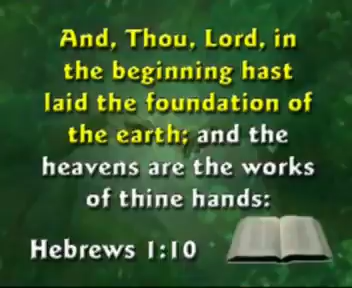 And, Thou, Lord, in
the beginning hast
laid the foundation of
the earth; and the
heavens are the works
of thine hands:
Hebrews 1:10